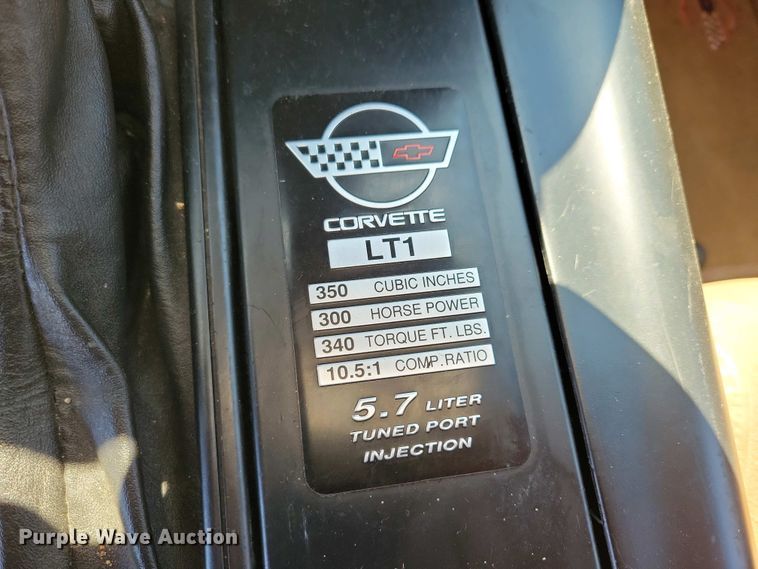 CORVETTE
LT1
350 CUBIC INCHES
300 HORSE POWER
340 TORQUE FT. LBS.
10.5:1 COMP.RATIO
5.7 LITER
TUNED PORT
INJECTION
Purple Wave Auction